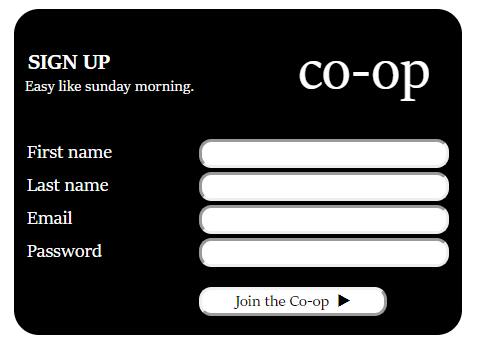 SIGN UP
Easy like sunday morning.
co-op
First name
Last name
Email
Password
Join the Co-op ▶